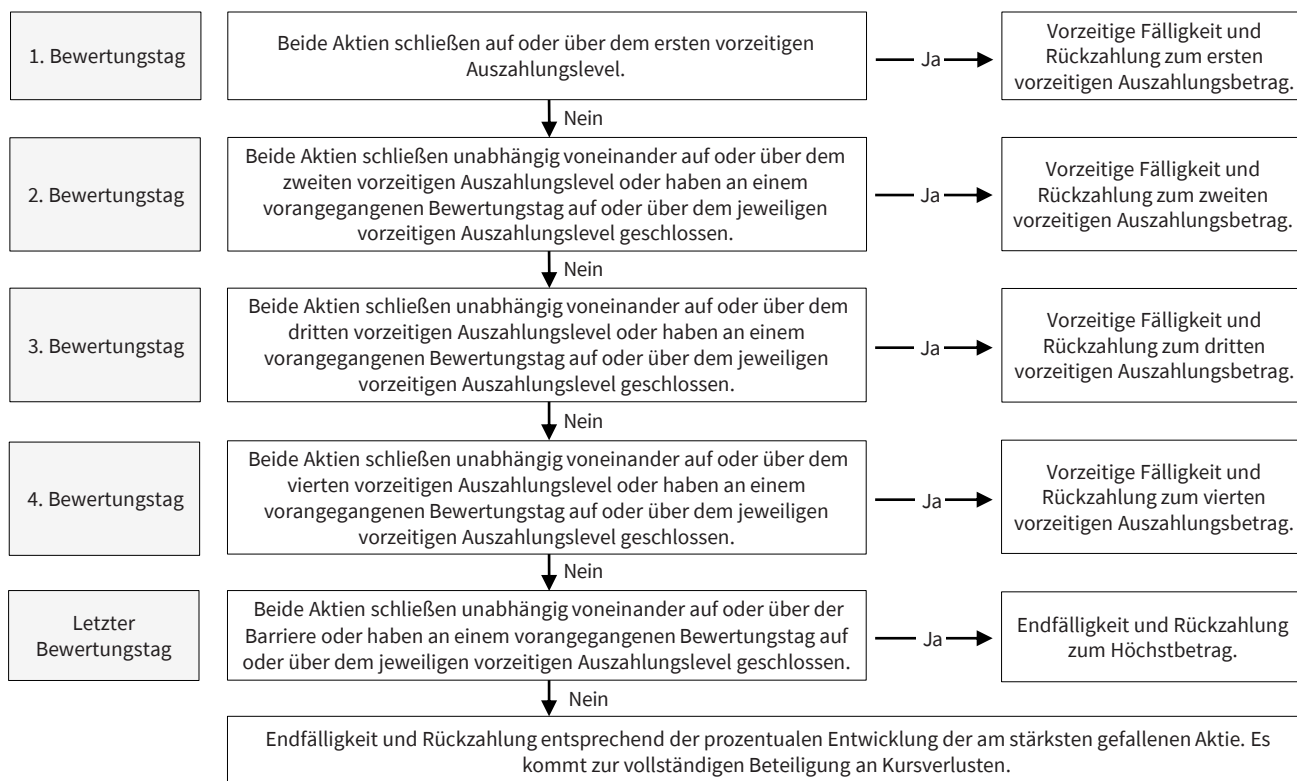 1. Bewertungstag
Beide Aktien schließen auf oder über dem ersten vorzeitigen
Auszahlungslevel.
Ja
Vorzeitige Fälligkeit und
Rückzahlung zum ersten
vorzeitigen Auszahlungsbetrag.
Nein
2. Bewertungstag
Beide Aktien schließen unabhängig voneinander auf oder über dem
zweiten vorzeitigen Auszahlungslevel oder haben an einem
vorangegangenen Bewertungstag auf oder über dem jeweiligen
vorzeitigen Auszahlungslevel geschlossen.
Ja
Vorzeitige Fälligkeit und
Rückzahlung zum zweiten
vorzeitigen Auszahlungsbetrag.
Nein
3. Bewertungstag
Beide Aktien schließen unabhängig voneinander auf oder über dem
dritten vorzeitigen Auszahlungslevel oder haben an einem
vorangegangenen Bewertungstag auf oder über dem jeweiligen
vorzeitigen Auszahlungslevel geschlossen.
Ja
Vorzeitige Fälligkeit und
Rückzahlung zum dritten
vorzeitigen Auszahlungsbetrag.
Nein
4. Bewertungstag
Beide Aktien schließen unabhängig voneinander auf oder über dem
vierten vorzeitigen Auszahlungslevel oder haben an einem
vorangegangenen Bewertungstag auf oder über dem jeweiligen
vorzeitigen Auszahlungslevel geschlossen.
Ja
Vorzeitige Fälligkeit und
Rückzahlung zum vierten
vorzeitigen Auszahlungsbetrag.
Nein
Letzter
Bewertungstag
Beide Aktien schließen unabhängig voneinander auf oder über der
Barriere oder haben an einem vorangegangenen Bewertungstag auf
oder über dem jeweiligen vorzeitigen Auszahlungslevel geschlossen.
Ja
Endfälligkeit und Rückzahlung
zum Höchstbetrag.
Nein
Endfälligkeit und Rückzahlung entsprechend der prozentualen Entwicklung der am stärksten gefallenen Aktie. Es
kommt zur vollständigen Beteiligung an Kursverlusten.